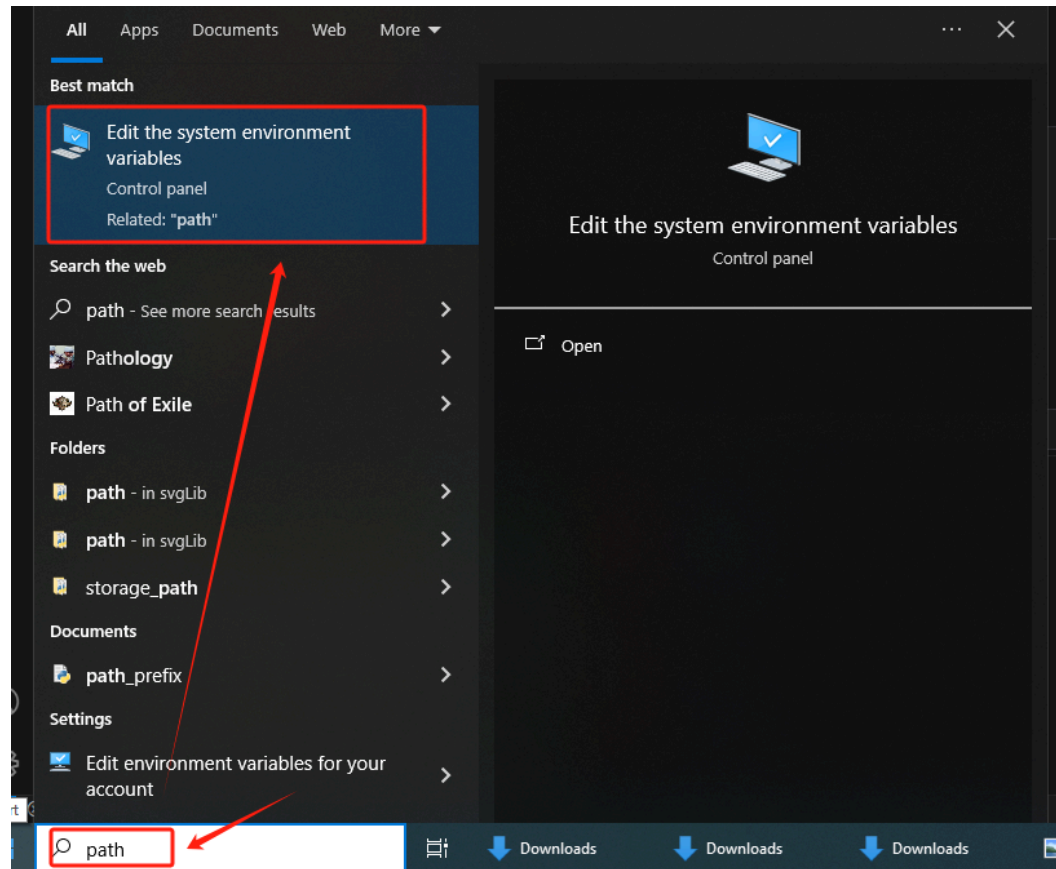 All Apps Documents Web More
Best match
Edit the system environment
variables
Control panel
Related: "path"
Edit the system environment variables
Control panel
Open
Search the web
path - See more search results
Pathology
Path of Exile
Folders
path - in svgLib
path - in svgLib
storage_path
Documents
path_prefix
Settings
Edit environment variables for your
account
rt
path
Downloads Downloads Downloads